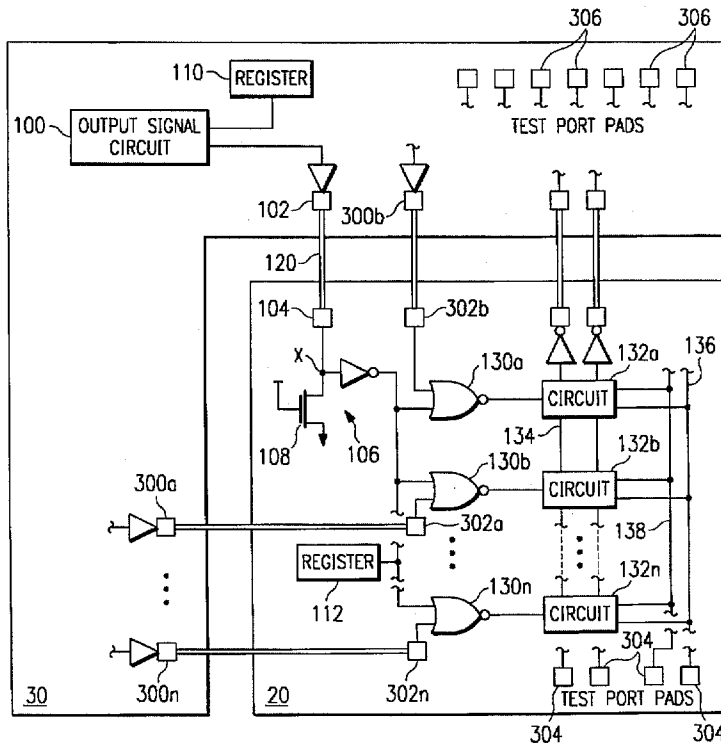 306 306
110 REGISTER
100 OUTPUT SIGNAL
CIRCUIT
TEST PORT PADS
102 300b
120
104 302b
X 130a 132a 136
CIRCUIT
108 106 134
130b 132b
300a CIRCUIT
302a 138
REGISTER 130n 132n
112 CIRCUIT
304
300n 302n
30 20 TEST PORT PADS
304 304